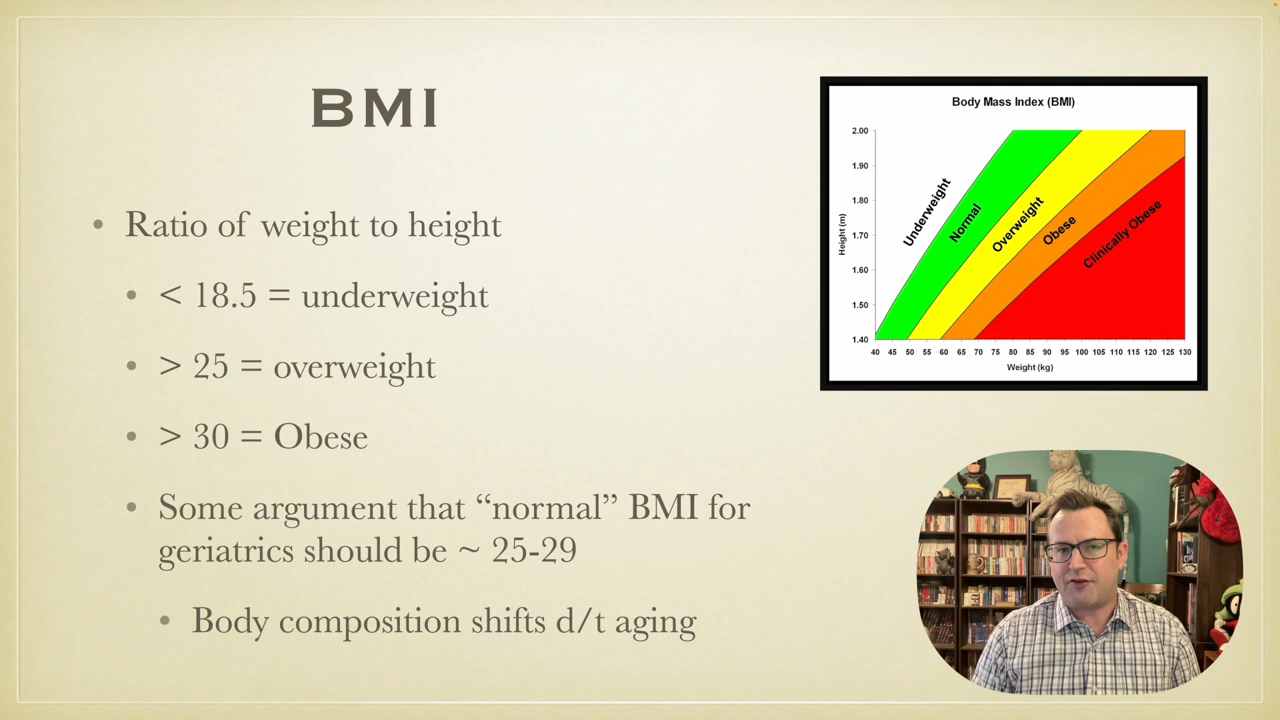 BMI
• Ratio of weight to height
• < 18.5 = underweight
• > 25 = overweight
• > 30 = Obese
• Some argument that “normal” BMI for
geriatrics should be ~ 25-29
• Body composition shifts d/t aging
Body Mass Index (BMI)
2.00
1.90
1.80
1.70
1.60
1.50
1.40
Height (m)
Underweight
Normal
Overweight
Obese
Clinically Obese
40 45 50 55 60 65 70 75 80 85 90 95 100 105 110 115 120 125 130
Weight (kg)